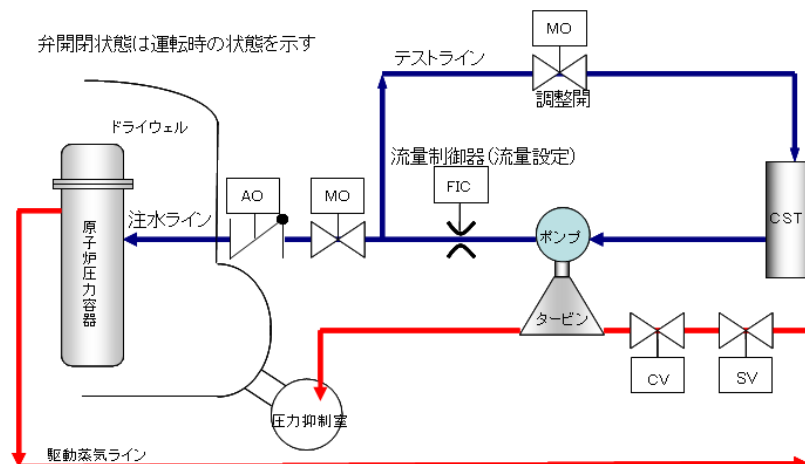 弁開閉状態は運転時の状態を示す
MO
テストライン
調整開
ドライウェル
流量制御器(流量設定)
FIC
AO
MO
注水ライン
CST
ポンプ
原子炉圧力容器
タービン
CV
SV
圧力抑制室
駆動蒸気ライン